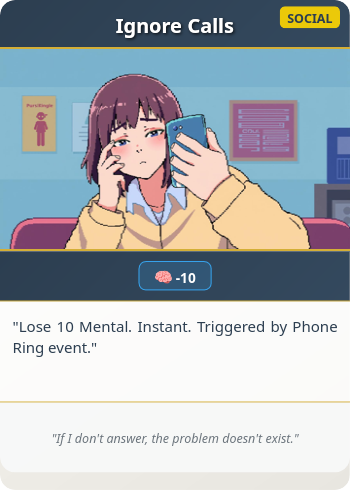 Ignore Calls
SOCIAL
🧠 -10
"Lose 10 Mental. Instant. Triggered by Phone
Ring event."
"If I don't answer, the problem doesn't exist."